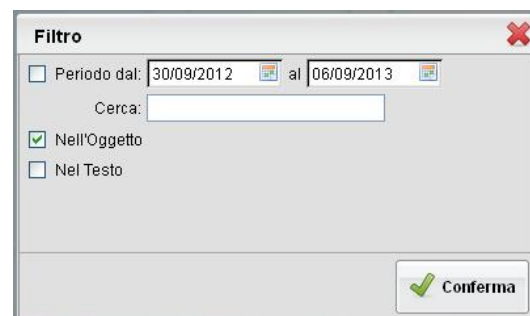 Filtro
Periodo dal: 30/09/2012 al 06/09/2013
Cerca:
Nell'Oggetto
Nel Testo
Conferma